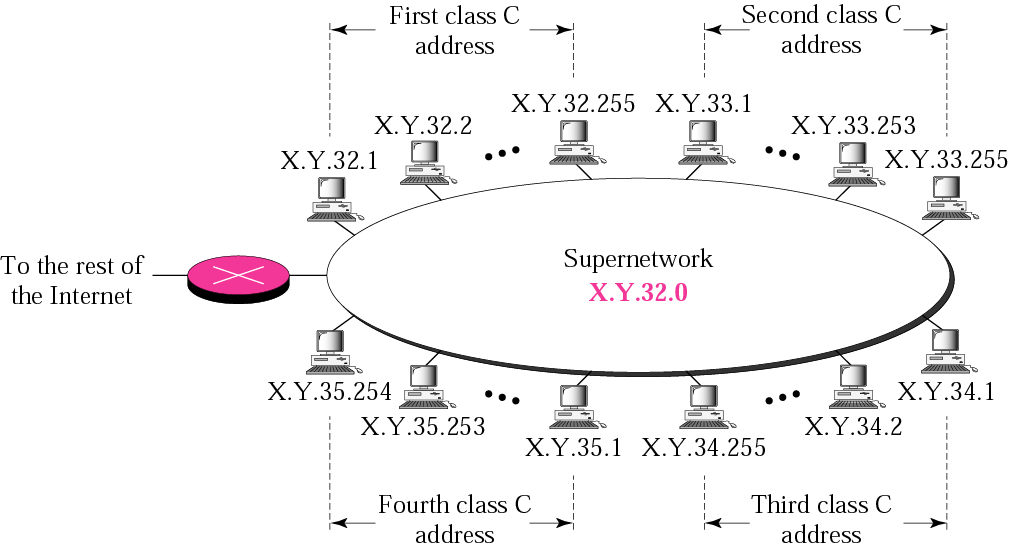 First class C
address
Second class C
address
X.Y.32.255
X.Y.33.1
X.Y.32.2
X.Y.33.253
X.Y.32.1
X.Y.33.255
To the rest of
the Internet
Supernetwork
X.Y.32.0
X.Y.35.254
X.Y.34.1
X.Y.35.253
X.Y.34.2
X.Y.35.1
X.Y.34.255
Fourth class C
address
Third class C
address